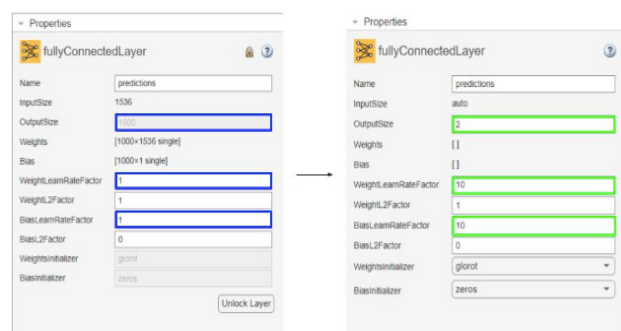 Properties
fullyConnectedLayer
Name predictions
InputSize 1536
OutputSize 1000
Weights [1000×1536 single]
Bias [1000×1 single]
WeightLearnRateFactor 1
WeightL2Factor 1
BiasLearnRateFactor 1
BiasL2Factor 0
WeightsInitializer glorot
BiasInitializer zeros
Unlock Layer
Properties
fullyConnectedLayer
Name predictions
InputSize auto
OutputSize 2
Weights []
Bias []
WeightLearnRateFactor 10
WeightL2Factor 1
BiasLearnRateFactor 10
BiasL2Factor 0
WeightsInitializer glorot
BiasInitializer zeros